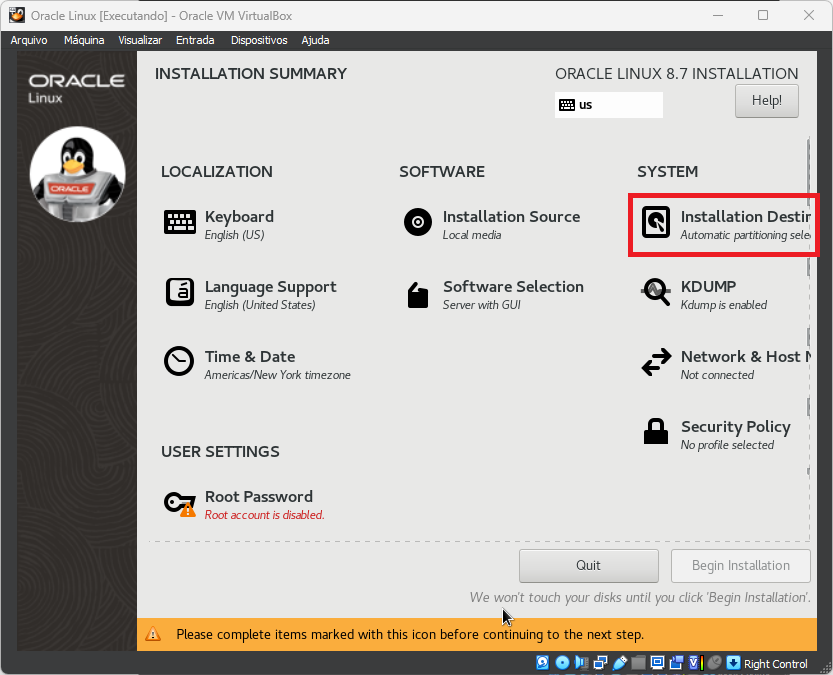 Oracle Linux [Executando] - Oracle VM VirtualBox
Arquivo Máquina Visualizar Entrada Dispositivos Ajuda
ORACLE
Linux
ORACLE
INSTALLATION SUMMARY
ORACLE LINUX 8.7 INSTALLATION
us
Help!
LOCALIZATION
Keyboard
English (US)
Language Support
English (United States)
Time & Date
Americas/New York timezone
USER SETTINGS
Root Password
Root account is disabled.
SOFTWARE
Installation Source
Local media
Software Selection
Server with GUI
SYSTEM
Installation Destin
Automatic partitioning sele
KDUMP
Kdump is enabled
Network & Host N
Not connected
Security Policy
No profile selected
Quit
Begin Installation
We won't touch your disks until you click 'Begin Installation'.
Please complete items marked with this icon before continuing to the next step.
Right Control